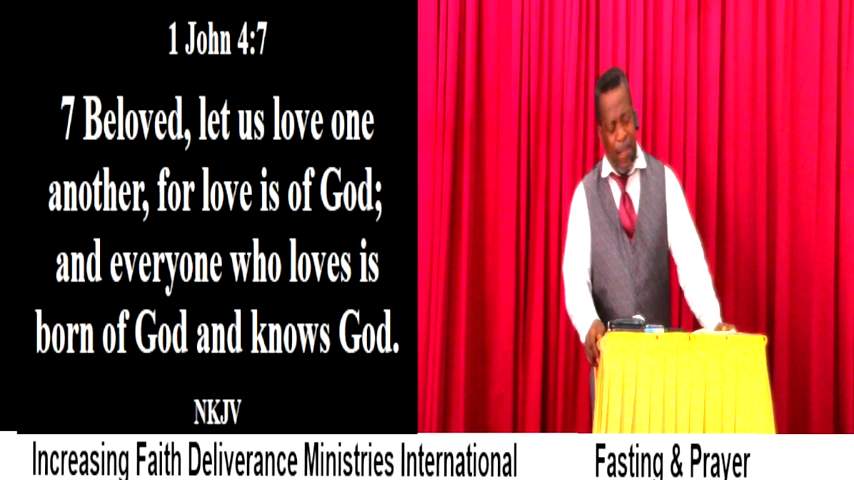 1 John 4:7
7 Beloved, let us love one
another, for love is of God;
and everyone who loves is
born of God and knows God.
NKJV
Increasing Faith Deliverance Ministries International
Fasting & Prayer